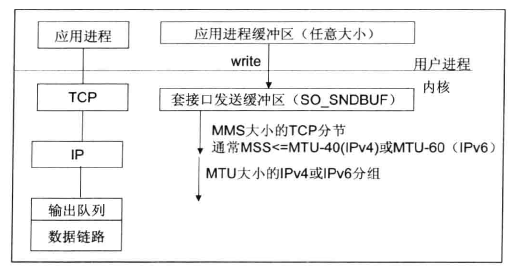 应用进程
应用进程缓冲区（任意大小）
write
用户进程
内核
TCP
套接口发送缓冲区（SO_SNDBUF）
MMS大小的TCP分节
通常MSS<=MTU-40(IPv4)或MTU-60（IPv6）
IP
MTU大小的IPv4或IPv6分组
输出队列
数据链路